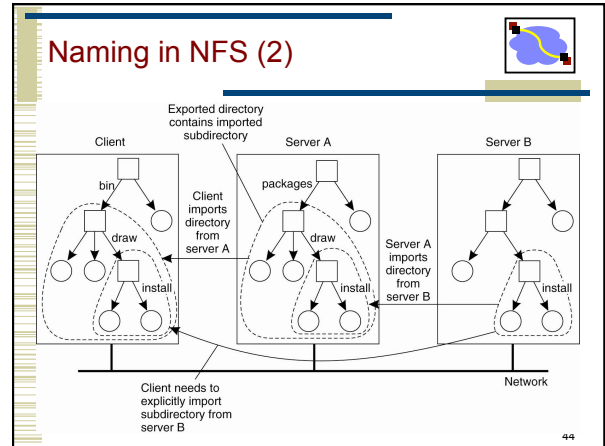 Naming in NFS (2)
Exported directory
contains imported
subdirectory
Client
Server A
Server B
bin
packages
Client
imports
directory
from
server A
draw
draw
Server A
imports
directory
from
server B
install
install
install
Client needs to
explicitly import
subdirectory from
server B
Network
44